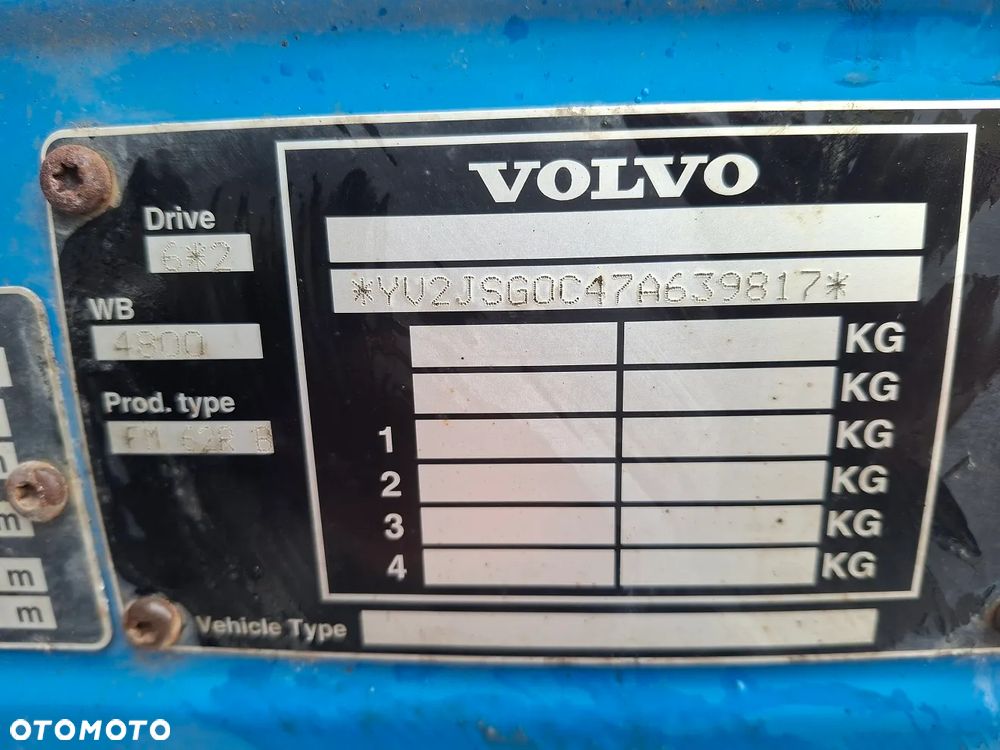 VOLVO
Drive
6*2
*YV2JSG0C47A639817*
WB
4800
KG
KG
Prod. type
FM 62R B
1 KG
2 KG
3 KG
4 KG
m
m
m
m
Vehicle Type
OTOMOTO